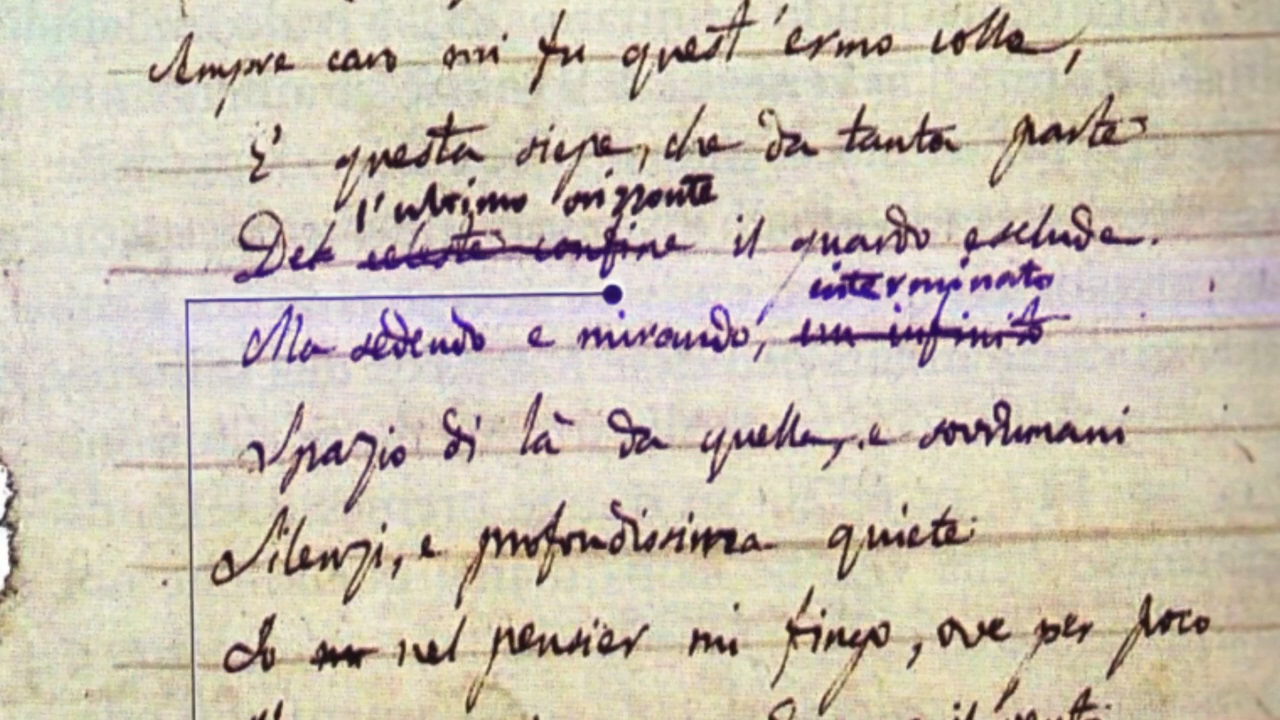 Sempre caro mi fu quest'ermo colle,
E questa siepe, che da tanta parte
l'ultimo orizzonte
Del celeste confine il guardo esclude.
interminato
Ma sedendo e mirando, un infinito
Spazio di là da quella, e sovrumani
Silenzi, e profondissima quiete
Io nel pensier mi fingo, ove per poco
il